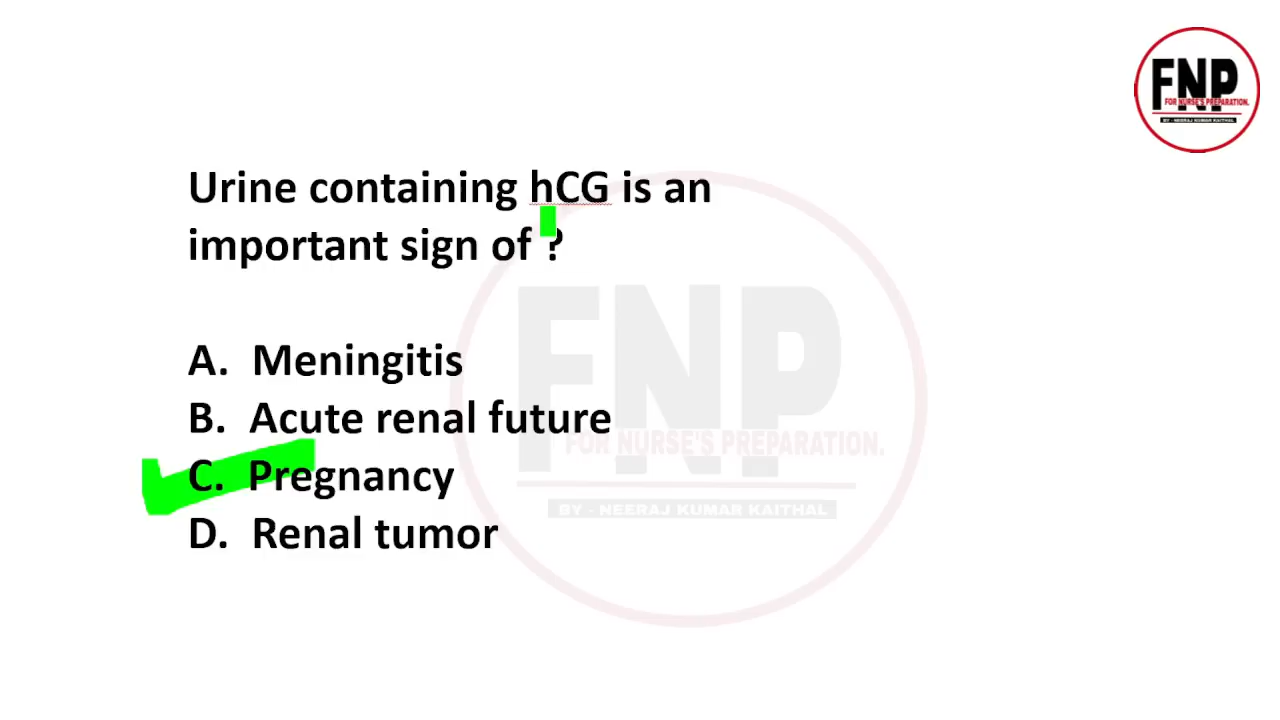 FNP
FOR NURSE'S PREPARATION.
BY - NEERAJ KUMAR KAITHAL
Urine containing hCG is an
important sign of ?
A. Meningitis
B. Acute renal future
C. Pregnancy
D. Renal tumor
FNP
FOR NURSE'S PREPARATION.
BY - NEERAJ KUMAR KAITHAL